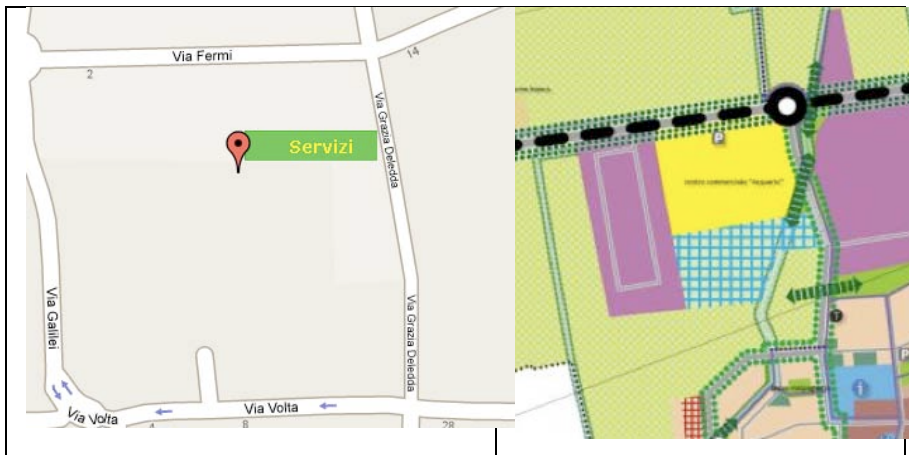 Via Fermi
14
2
Via Grazia Deledda
Servizi
Via Galilei
Via Grazia Deledda
Via Volta
Via Volta
4
8
28
P
centro commerciale "Acquario"
T
P
i